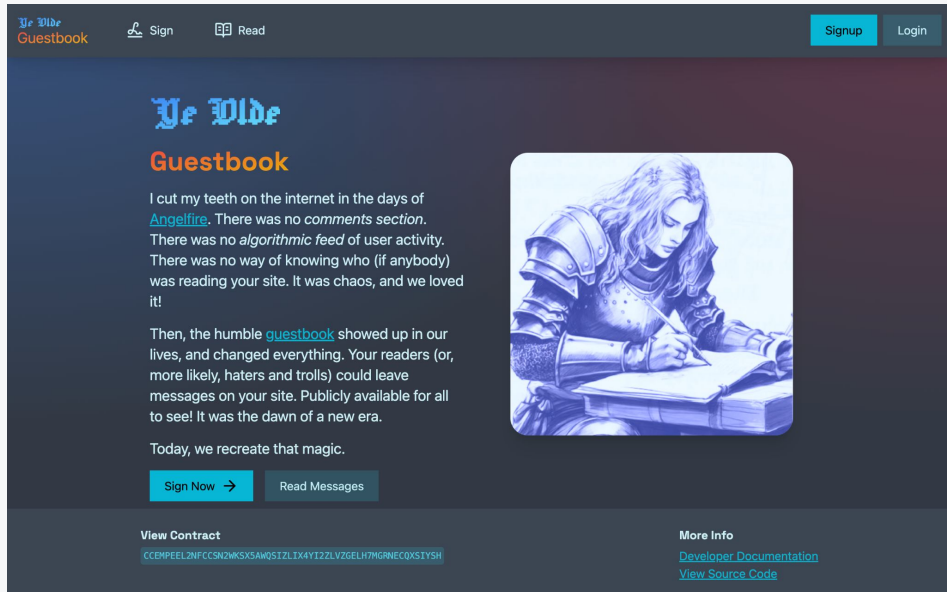 Ye Olde
Guestbook
Sign
Read
Signup
Login
Ye Olde
Guestbook
I cut my teeth on the internet in the days of
Angelfire. There was no comments section.
There was no algorithmic feed of user activity.
There was no way of knowing who (if anybody)
was reading your site. It was chaos, and we loved
it!
Then, the humble guestbook showed up in our
lives, and changed everything. Your readers (or,
more likely, haters and trolls) could leave
messages on your site. Publicly available for all
to see! It was the dawn of a new era.
Today, we recreate that magic.
Sign Now →
Read Messages
View Contract
CCEMPEEL2NFCCSN2WKSX5AWQSIZLIX4YI2ZLVZGELH7MGRNECQXSIYSH
More Info
Developer Documentation
View Source Code